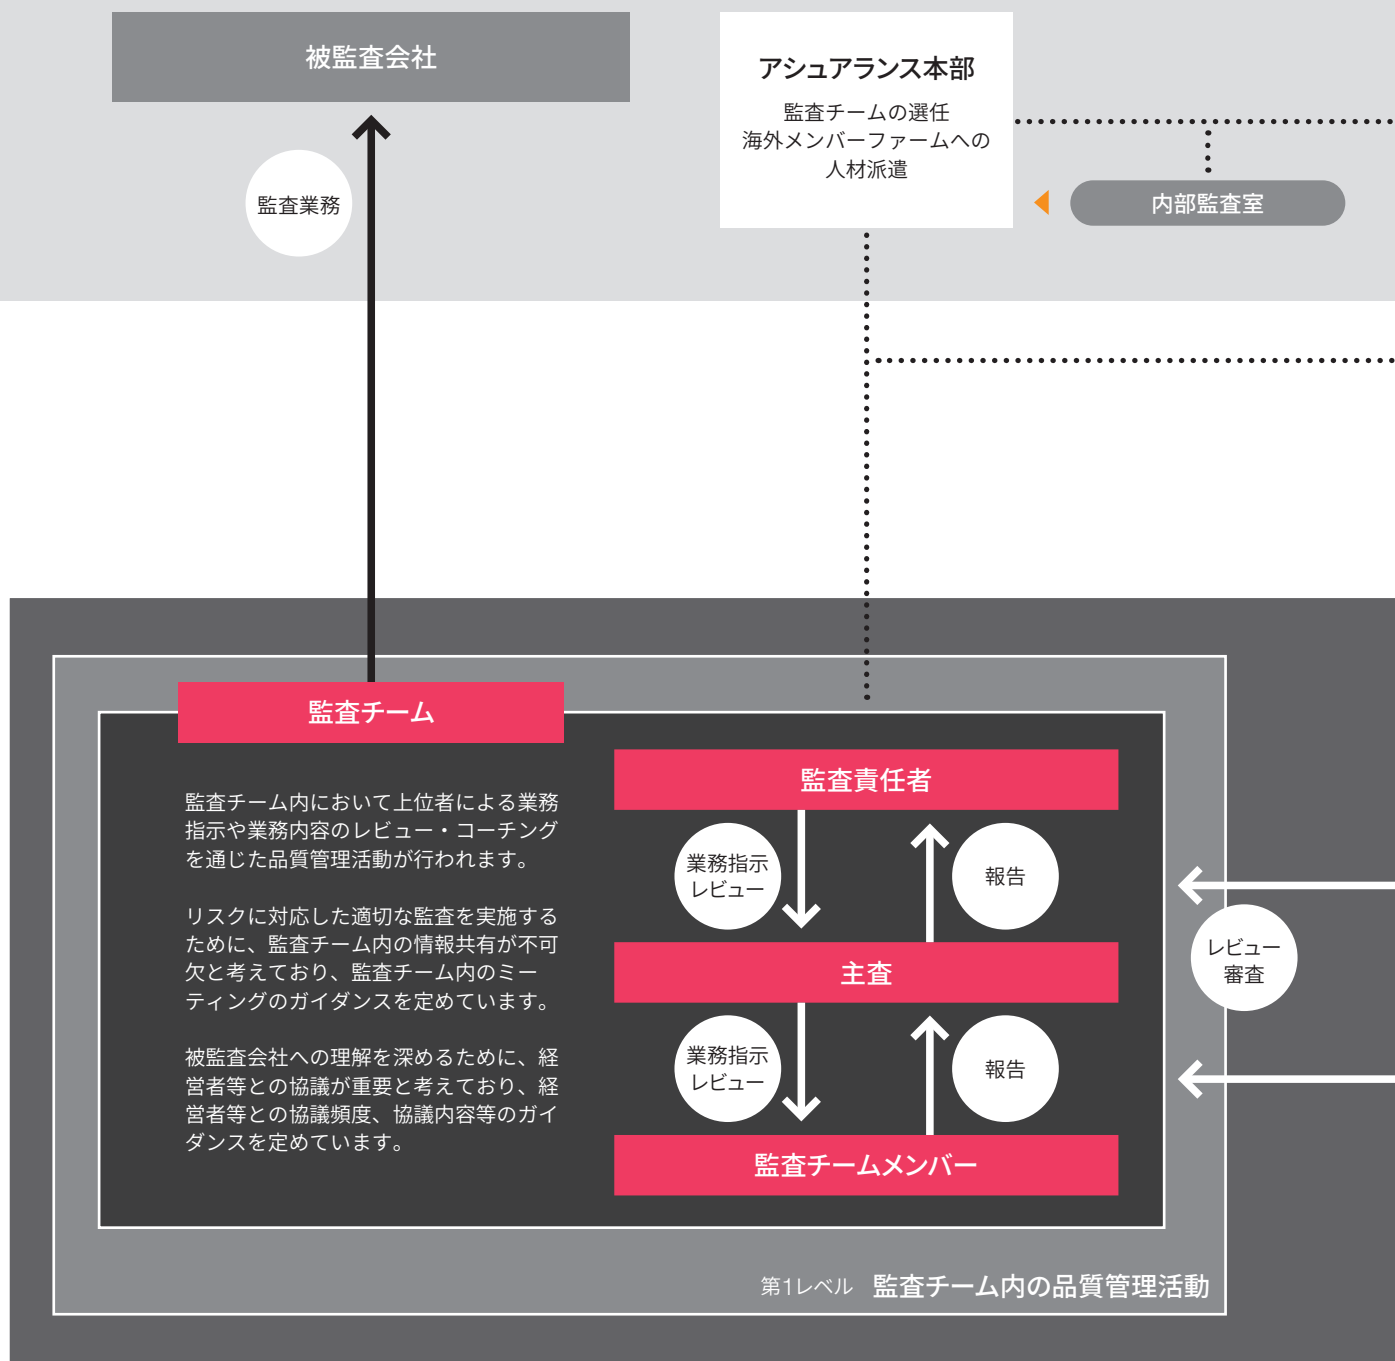 被監査会社
監査業務
アシュアランス本部
監査チームの選任
海外メンバーファームへの
人材派遣
内部監査室
監査チーム
監査チーム内において上位者による業務
指示や業務内容のレビュー・コーチング
を通じた品質管理活動が行われます。
リスクに対応した適切な監査を実施する
ために、監査チーム内の情報共有が不可
欠と考えており、監査チーム内のミー
ティングのガイダンスを定めています。
被監査会社への理解を深めるために、経
営者等との協議が重要と考えており、経
営者等との協議頻度、協議内容等のガイ
ダンスを定めています。
監査責任者
業務指示
レビュー
報告
主査
業務指示
レビュー
報告
監査チームメンバー
レビュー
審査
第1レベル 監査チーム内の品質管理活動